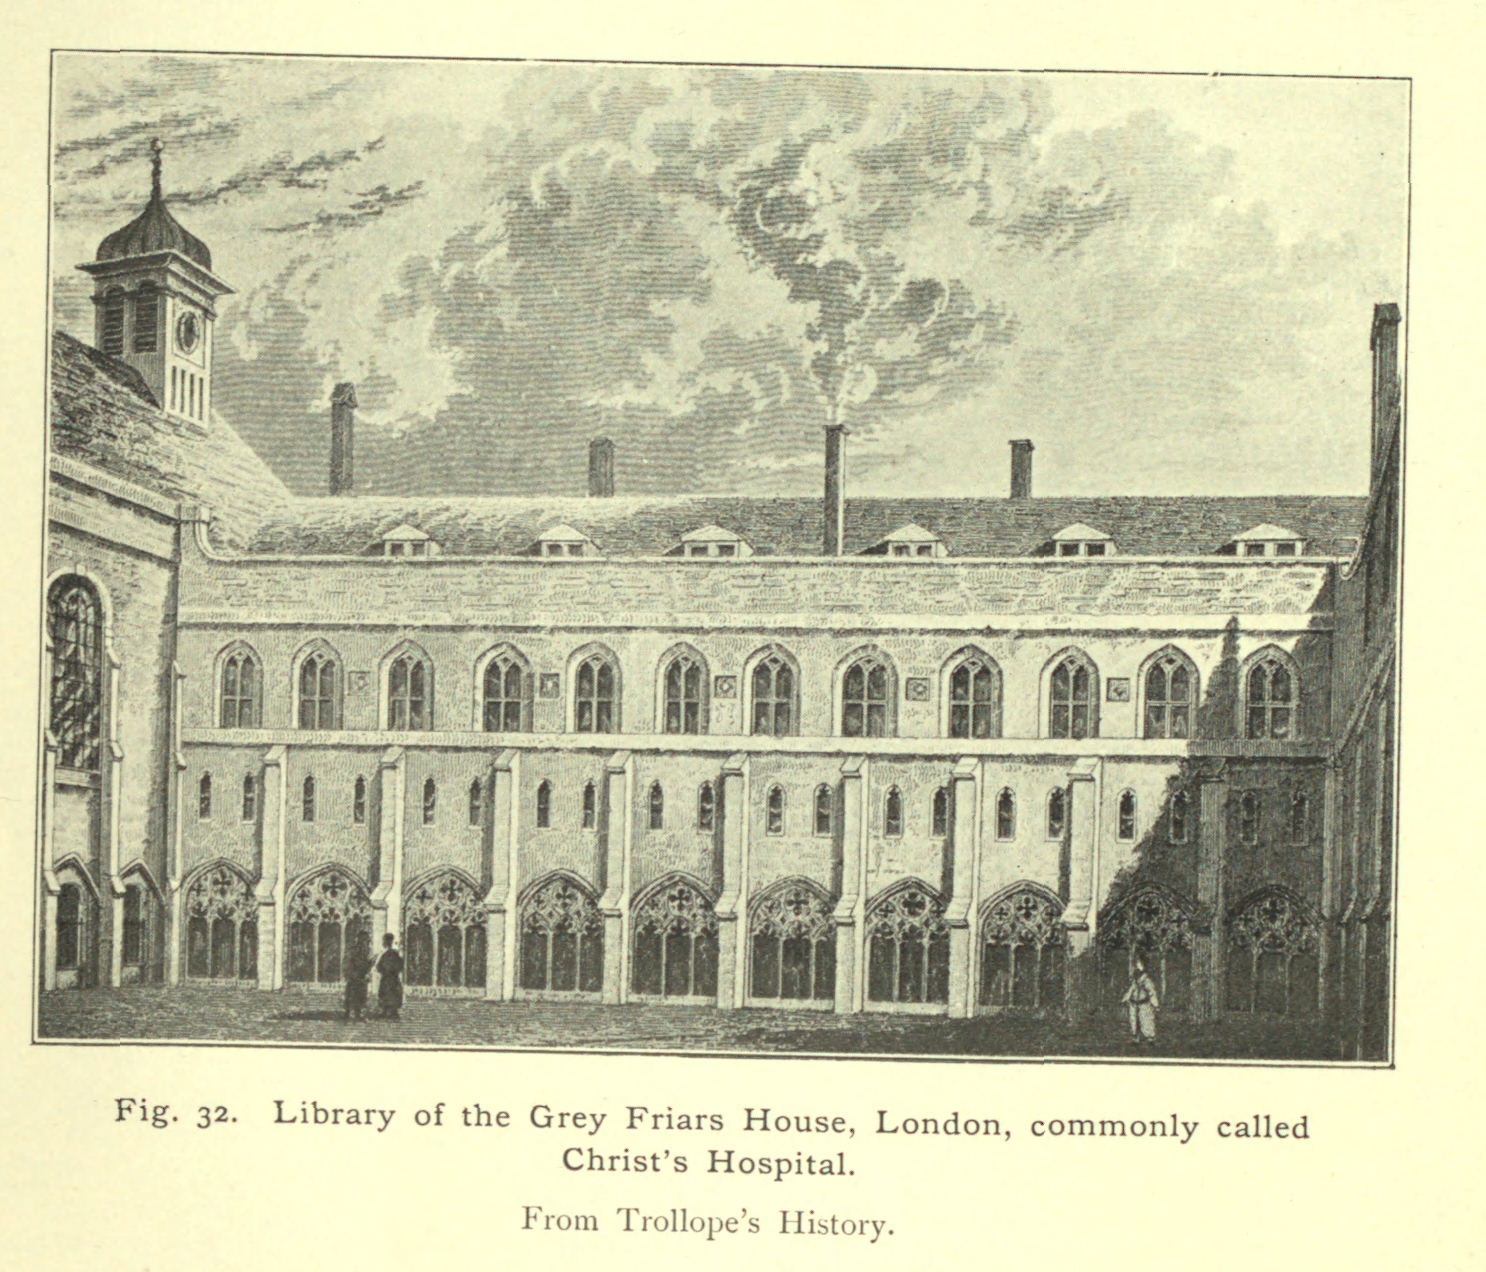 Fig. 32. Library of the Grey Friars House, London, commonly called
Christ's Hospital.
From Trollope's History.